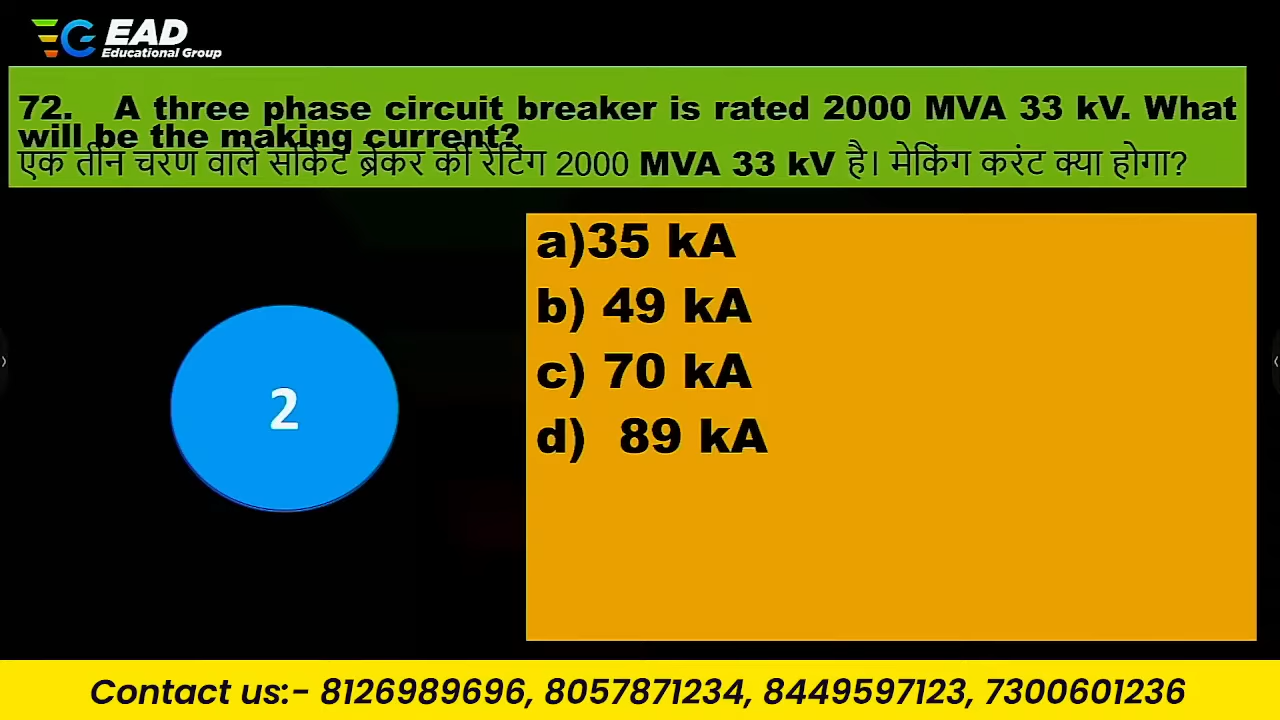 EAD
Educational Group
72. A three phase circuit breaker is rated 2000 MVA 33 kV. What
will be the making current?
एक तीन चरण वाले सर्किट ब्रेकर की रेटिंग 2000 MVA 33 kV है। मेकिंग करंट क्या होगा?
a)35 kA
b) 49 kA
c) 70 kA
d) 89 kA
2
Contact us:- 8126989696, 8057871234, 8449597123, 7300601236